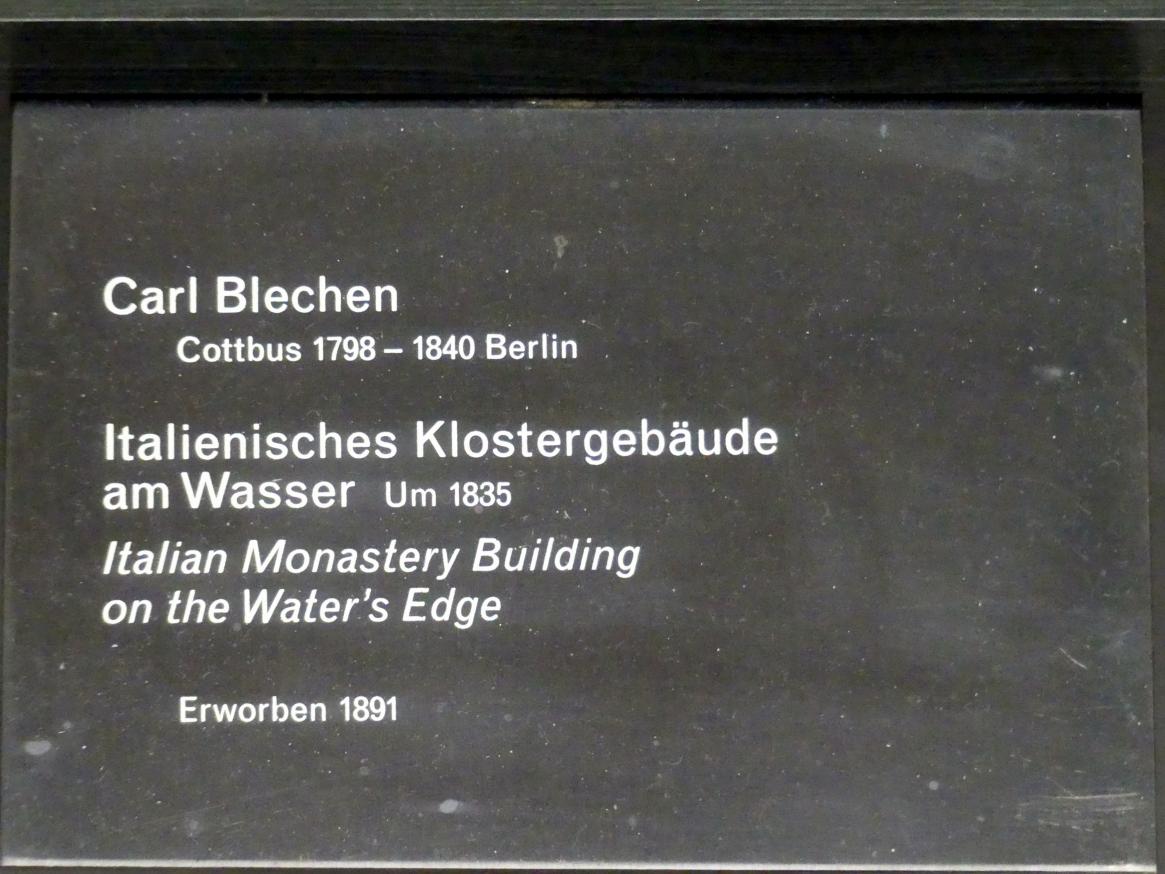 Carl Blechen
Cottbus 1798 – 1840 Berlin
Italienisches Klostergebäude
am Wasser Um 1835
Italian Monastery Building
on the Water's Edge
Erworben 1891